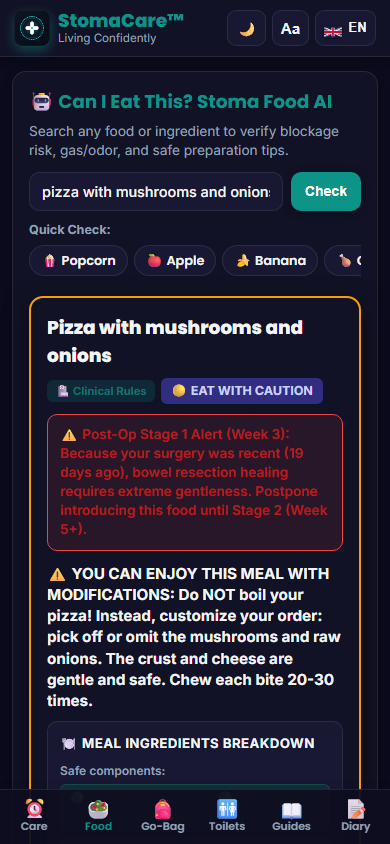 StomaCare™
Living Confidently
Aa
EN
Can I Eat This? Stoma Food AI
Search any food or ingredient to verify blockage
risk, gas/odor, and safe preparation tips.
pizza with mushrooms and onion
Check
Quick Check:
Popcorn
Apple
Banana
Pizza with mushrooms and
onions
Clinical Rules
EAT WITH CAUTION
Post-Op Stage 1 Alert (Week 3):
Because your surgery was recent (19
days ago), bowel resection healing
requires extreme gentleness. Postpone
introducing this food until Stage 2 (Week
5+).
YOU CAN ENJOY THIS MEAL WITH
MODIFICATIONS: Do NOT boil your
pizza! Instead, customize your order:
pick off or omit the mushrooms and raw
onions. The crust and cheese are
gentle and safe. Chew each bite 20-30
times.
MEAL INGREDIENTS BREAKDOWN
Safe components:
Care
Food
Go-Bag
Toilets
Guides
Diary